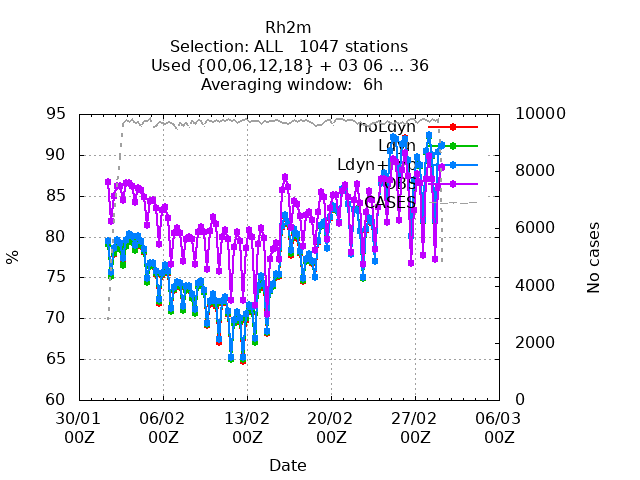 Rh2m
Selection: ALL   1047 stations
Used {00,06,12,18} + 03 06 ... 36
Averaging window:  6h
95
90
85
80
75
70
65
60
%
10000
8000
6000
4000
2000
0
No cases
noLdyn
Ldyn
OBS
CASES
30/01 06/02 13/02 20/02 27/02 06/03
00Z 00Z 00Z 00Z 00Z 00Z
Date